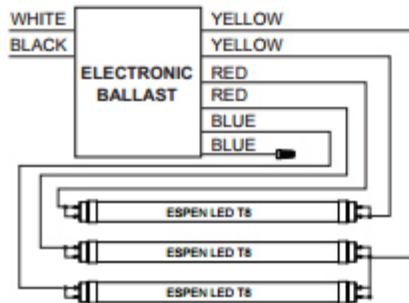 WHITE
BLACK
ELECTRONIC
BALLAST
YELLOW
YELLOW
RED
RED
BLUE
BLUE
ESPEN LED T8
ESPEN LED T8
ESPEN LED T8